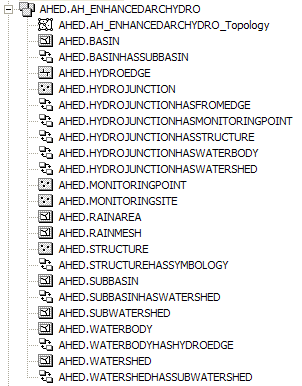 AHED.AH_ENHANCEDARCHYDRO
AHED.AH_ENHANCEDARCHYDRO_Topology
AHED.BASIN
AHED.BASINHASSUBBASIN
AHED.HYDROEDGE
AHED.HYDROJUNCTION
AHED.HYDROJUNCTIONHASFROMEDGE
AHED.HYDROJUNCTIONHASMONITORINGPOINT
AHED.HYDROJUNCTIONHASSTRUCTURE
AHED.HYDROJUNCTIONHASWATERBODY
AHED.HYDROJUNCTIONHASWATERSHED
AHED.MONITORINGPOINT
AHED.MONITORINGSITE
AHED.RAINAREA
AHED.RAINMESH
AHED.STRUCTURE
AHED.STRUCTUREHASSYMBOLOGY
AHED.SUBBASIN
AHED.SUBBASINHASWATERSHED
AHED.SUBWATERSHED
AHED.WATERBODY
AHED.WATERBODYHASHYDROEDGE
AHED.WATERSHED
AHED.WATERSHEDHASSUBWATERSHED